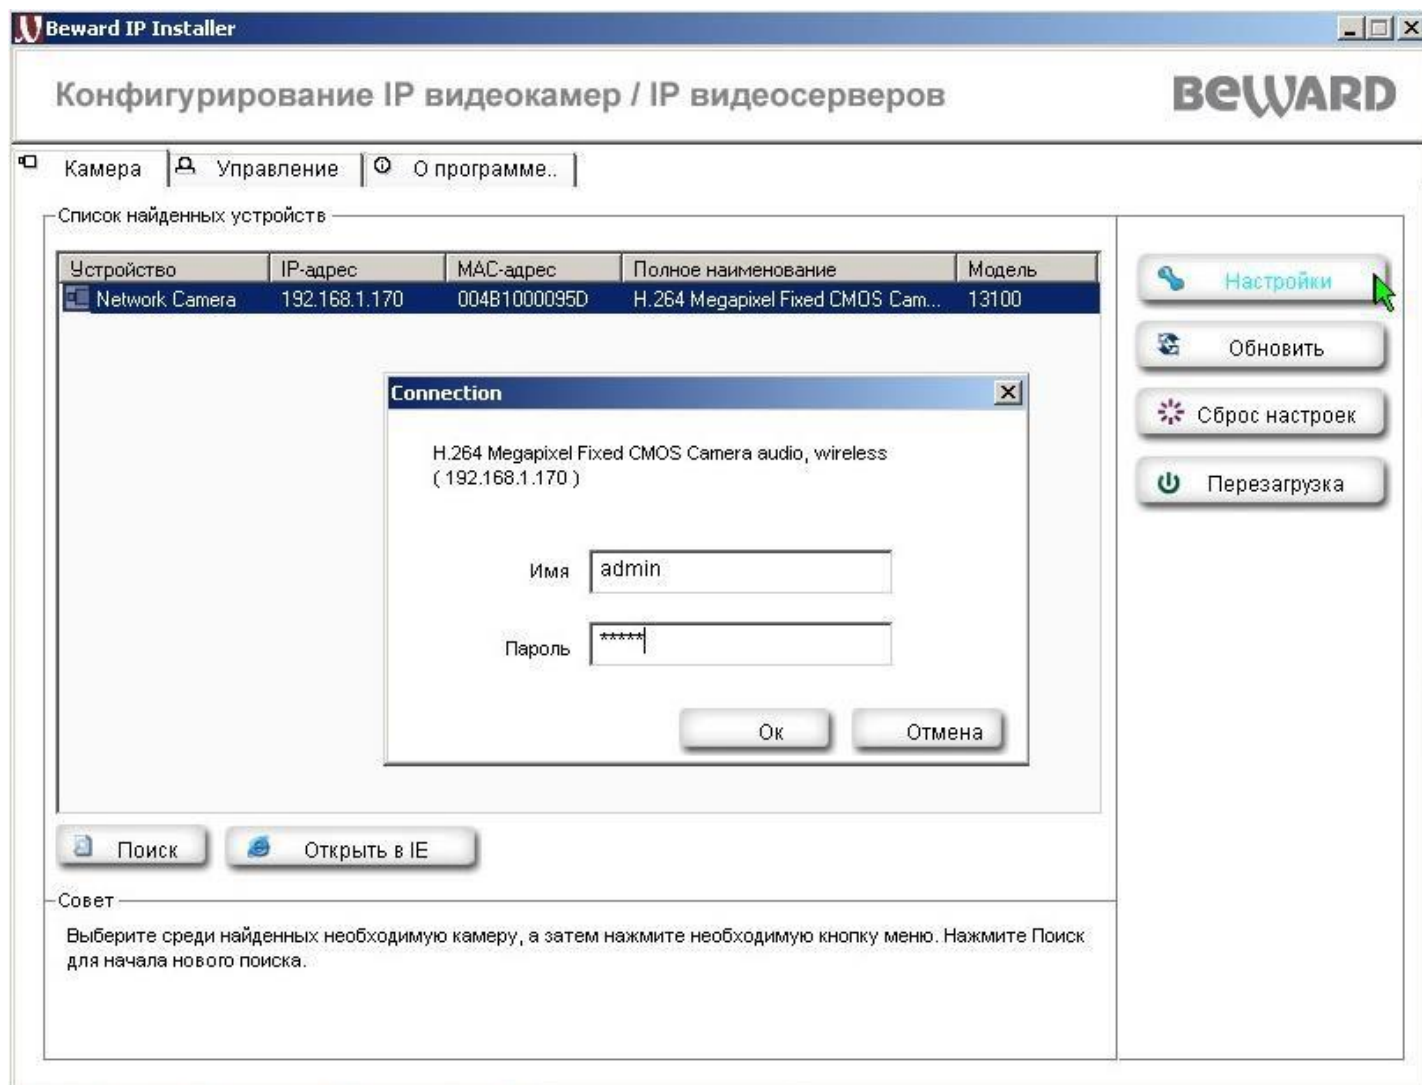 Beward IP Installer
Конфигурирование IP видеокамер / IP видеосерверов
BEWARD
Камера
Управление
О программе..
Список найденных устройств
Устройство IP-адрес MAC-адрес Полное наименование Модель
Network Camera 192.168.1.170 004B1000095D H.264 Megapixel Fixed CMOS Cam... 13100
Настройки
Обновить
Сброс настроек
Перезагрузка
Connection
H.264 Megapixel Fixed CMOS Camera audio, wireless
( 192.168.1.170 )
Имя admin
Пароль *****
Ок Отмена
Поиск Открыть в IE
Совет
Выберите среди найденных необходимую камеру, а затем нажмите необходимую кнопку меню. Нажмите Поиск
для начала нового поиска.